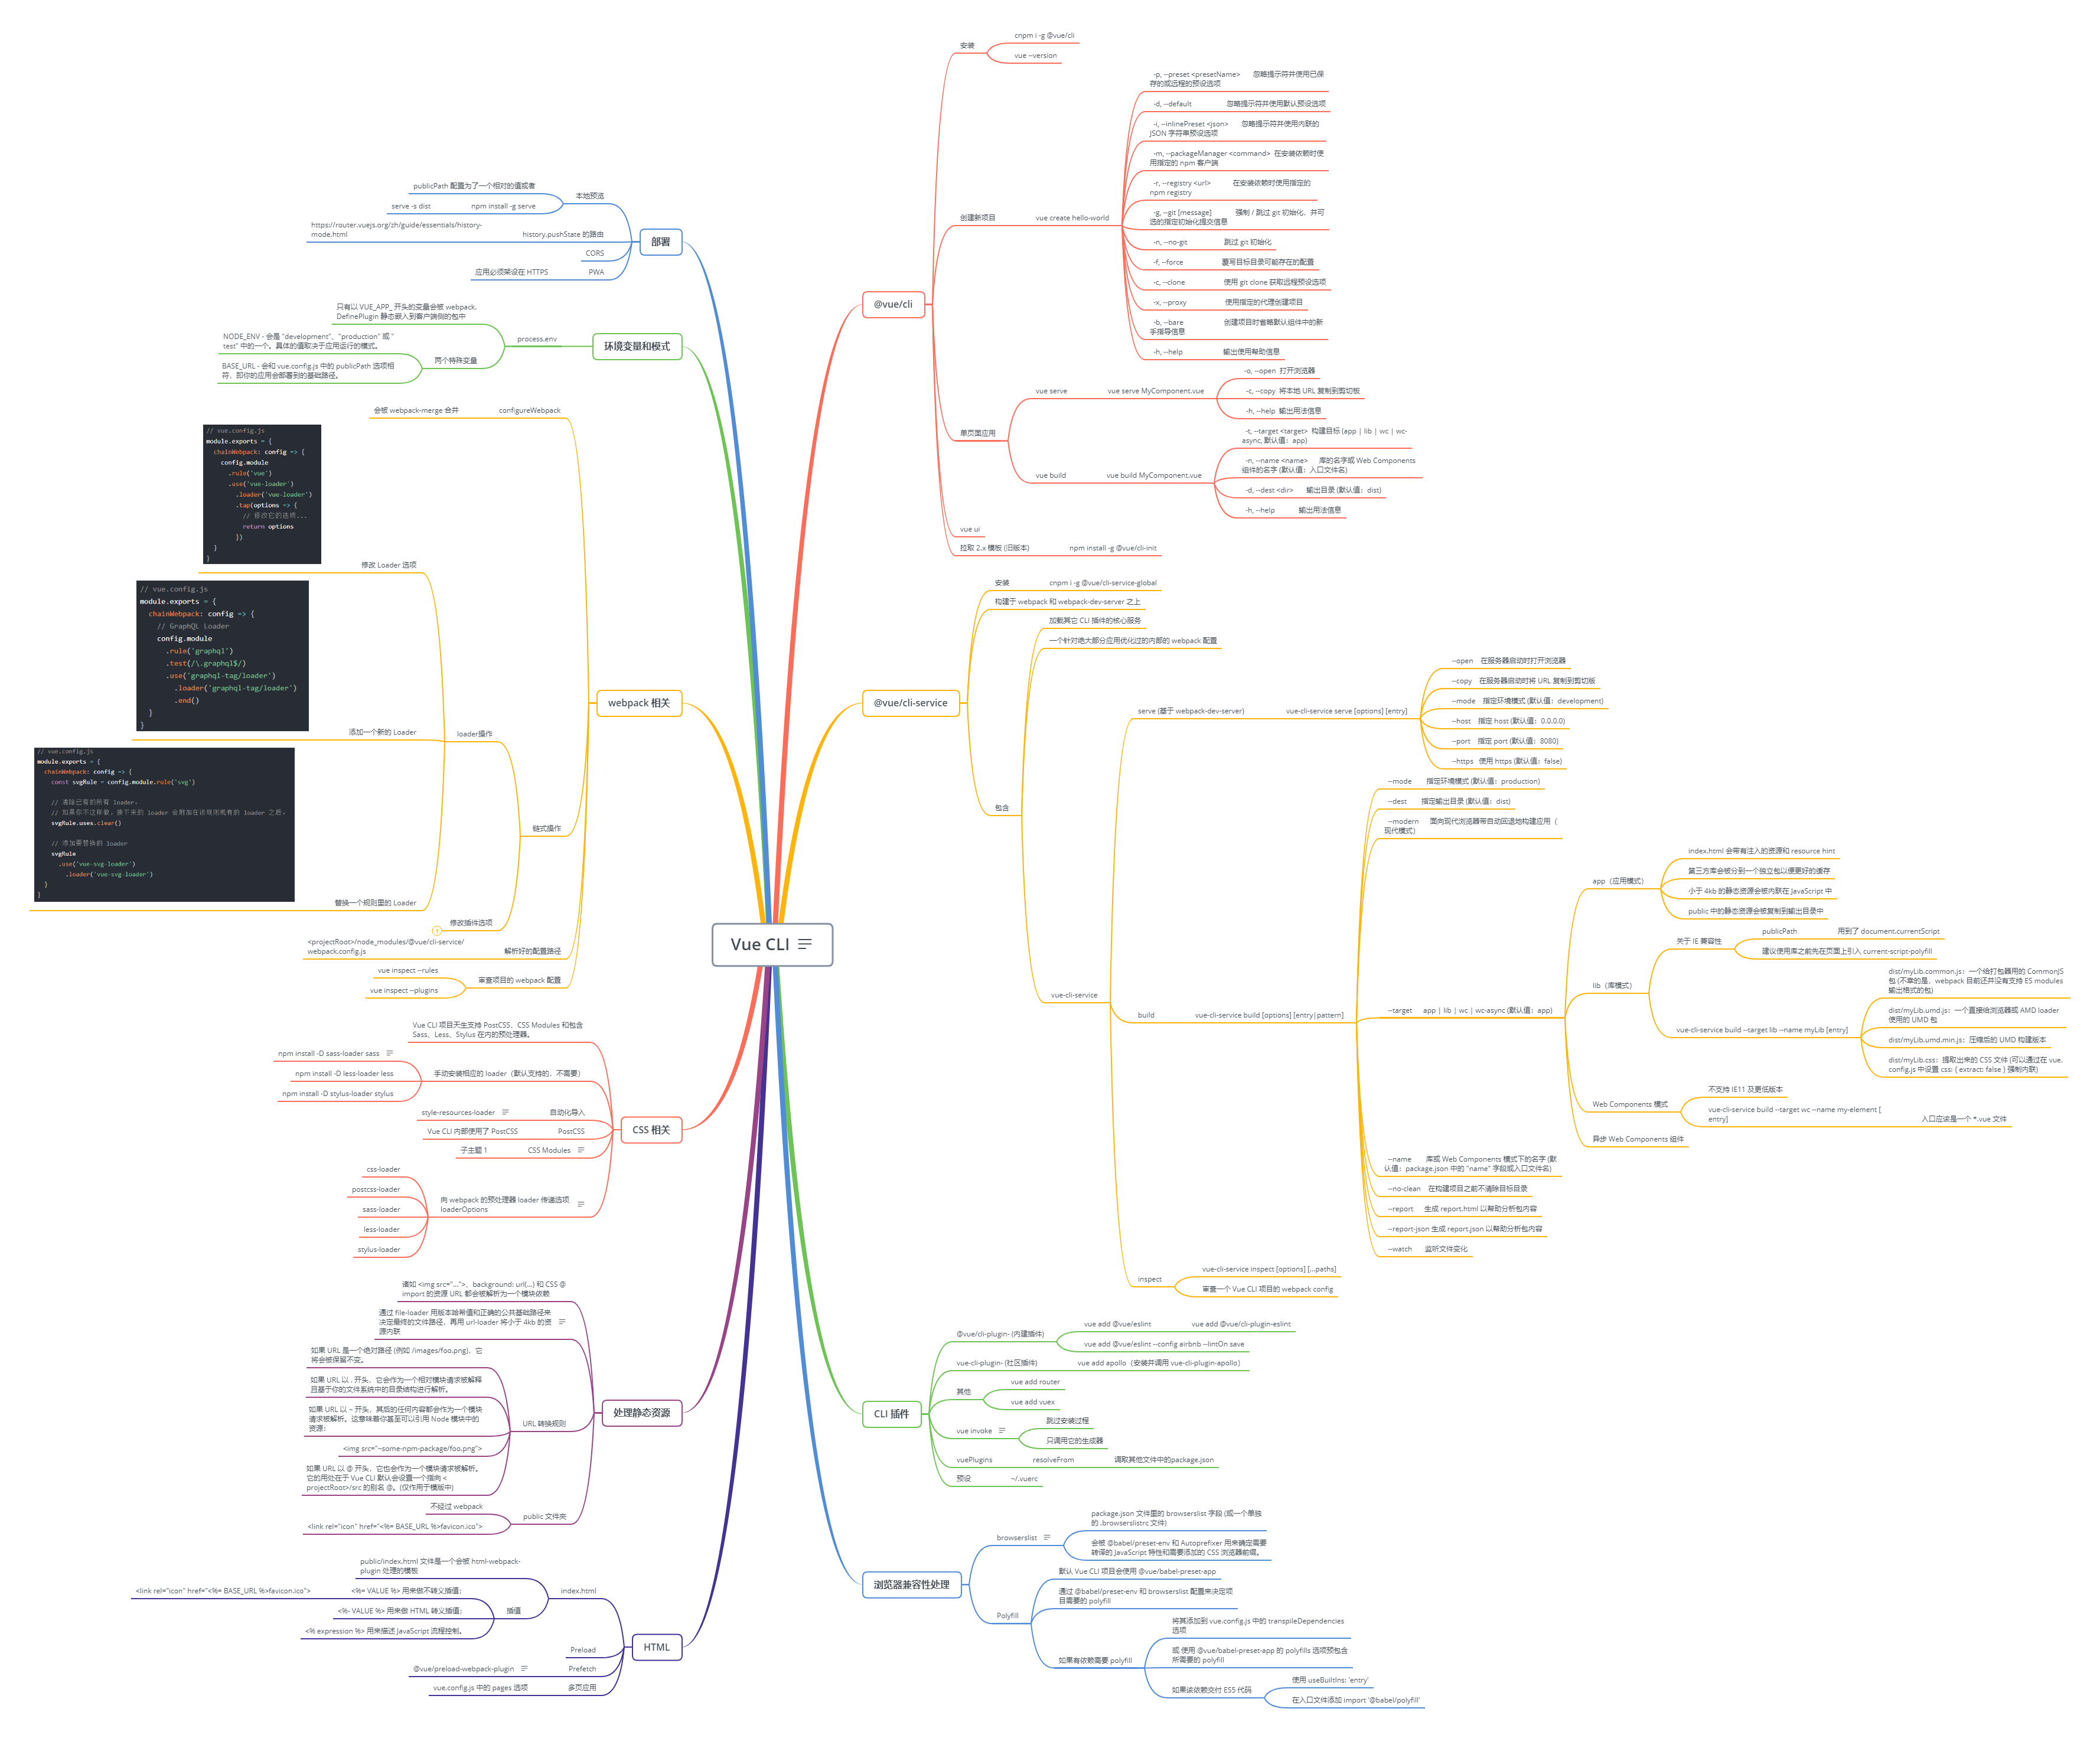 Vue CLI
@vue/cli
安装
cnpm i -g @vue/cli
vue --version
创建新项目
vue create hello-world
-p, --preset <presetName> 忽略提示符并使用已保
存的或远程的预设选项
-d, --default 忽略提示符并使用默认预设选项
-i, --inlinePreset <json> 忽略提示符并使用内联的
JSON 字符串预设选项
-m, --packageManager <command> 在安装依赖时使
用指定的 npm 客户端
-r, --registry <url> 在安装依赖时使用指定的
npm registry
-g, --git [message] 强制 / 跳过 git 初始化，并可
选的指定初始化提交信息
-n, --no-git 跳过 git 初始化
-f, --force 覆写目标目录可能存在的配置
-c, --clone 使用 git clone 获取远程预设选项
-x, --proxy 使用指定的代理创建项目
-b, --bare 创建项目时省略默认组件中的新
手指导信息
-h, --help 输出使用帮助信息
单页面应用
vue serve
vue serve MyComponent.vue
-o, --open 打开浏览器
-c, --copy 将本地 URL 复制到剪切板
-h, --help 输出用法信息
vue build
vue build MyComponent.vue
-t, --target <target> 构建目标 (app | lib | wc | wc-
async, 默认值：app)
-n, --name <name> 库的名字或 Web Components
组件的名字 (默认值：入口文件名)
-d, --dest <dir> 输出目录 (默认值：dist)
-h, --help 输出用法信息
vue ui
拉取 2.x 模板 (旧版本)
npm install -g @vue/cli-init
@vue/cli-service
安装
cnpm i -g @vue/cli-service-global
构建于 webpack 和 webpack-dev-server 之上
包含
加载其它 CLI 插件的核心服务
一个针对绝大部分应用优化过的内部的 webpack 配置
vue-cli-service
serve (基于 webpack-dev-server)
vue-cli-service serve [options] [entry]
--open 在服务器启动时打开浏览器
--copy 在服务器启动时将 URL 复制到剪切版
--mode 指定环境模式 (默认值：development)
--host 指定 host (默认值：0.0.0.0)
--port 指定 port (默认值：8080)
--https 使用 https (默认值：false)
build
vue-cli-service build [options] [entry|pattern]
--mode 指定环境模式 (默认值：production)
--dest 指定输出目录 (默认值：dist)
--modern 面向现代浏览器带自动回退地构建应用（
现代模式）
--target app | lib | wc | wc-async (默认值：app)
app（应用模式）
index.html 会带有注入的资源和 resource hint
第三方库会被分到一个独立包以便更好的缓存
小于 4kb 的静态资源会被内联在 JavaScript 中
public 中的静态资源会被复制到输出目录中
lib（库模式）
关于 IE 兼容性
publicPath
用到了 document.currentScript
建议使用库之前先在页面上引入 current-script-polyfill
vue-cli-service build --target lib --name myLib [entry]
dist/myLib.common.js：一个给打包器用的 CommonJS
包 (不幸的是，webpack 目前还并没有支持 ES modules
输出格式的包)
dist/myLib.umd.js：一个直接给浏览器或 AMD loader
使用的 UMD 包
dist/myLib.umd.min.js：压缩后的 UMD 构建版本
dist/myLib.css：提取出来的 CSS 文件 (可以通过在 vue.
config.js 中设置 css: { extract: false } 强制内联)
Web Components 模式
不支持 IE11 及更低版本
vue-cli-service build --target wc --name my-element [
entry]
入口应该是一个 *.vue 文件
异步 Web Components 组件
--name 库或 Web Components 模式下的名字 (默
认值：package.json 中的 "name" 字段或入口文件名)
--no-clean 在构建项目之前不清除目标目录
--report 生成 report.html 以帮助分析包内容
--report-json 生成 report.json 以帮助分析包内容
--watch 监听文件变化
inspect
vue-cli-service inspect [options] [...paths]
审查一个 Vue CLI 项目的 webpack config
CLI 插件
@vue/cli-plugin- (内建插件)
vue add @vue/eslint
vue add @vue/cli-plugin-eslint
vue add @vue/eslint --config airbnb --lintOn save
vue-cli-plugin- (社区插件)
vue add apollo（安装并调用 vue-cli-plugin-apollo）
其他
vue add router
vue add vuex
vue invoke
跳过安装过程
只调用它的生成器
vuePlugins
resolveFrom
调取其他文件中的package.json
预设
~/.vuerc
浏览器兼容性处理
browserslist
package.json 文件里的 browserslist 字段 (或一个单独
的 .browserslistrc 文件)
会被 @babel/preset-env 和 Autoprefixer 用来确定需要
转译的 JavaScript 特性和需要添加的 CSS 浏览器前缀。
Polyfill
默认 Vue CLI 项目会使用 @vue/babel-preset-app
通过 @babel/preset-env 和 browserslist 配置来决定项
目需要的 polyfill
如果有依赖需要 polyfill
将其添加到 vue.config.js 中的 transpileDependencies
选项
或 使用 @vue/babel-preset-app 的 polyfills 选项预包含
所需要的 polyfill
如果该依赖交付 ES5 代码
使用 useBuiltIns: 'entry'
在入口文件添加 import '@babel/polyfill'
部署
本地预览
publicPath 配置为了一个相对的值或者
npm install -g serve
serve -s dist
history.pushState 的路由
https://router.vuejs.org/zh/guide/essentials/history-
mode.html
CORS
PWA
应用必须架设在 HTTPS
环境变量和模式
process.env
只有以 VUE_APP_ 开头的变量会被 webpack.
DefinePlugin 静态嵌入到客户端侧的包中
两个特殊变量
NODE_ENV - 会是 "development"、"production" 或 "
test" 中的一个。具体的值取决于应用运行的模式。
BASE_URL - 会和 vue.config.js 中的 publicPath 选项相
符，即你的应用会部署到的基础路径。
webpack 相关
configureWebpack
会被 webpack-merge 合并
链式操作
loader操作
// vue.config.js
module.exports = {
chainWebpack: config => {
config.module
.rule('vue')
.use('vue-loader')
.loader('vue-loader')
.tap(options => {
// 修改它的选项...
return options
})
}
}
修改 Loader 选项
// vue.config.js
module.exports = {
chainWebpack: config => {
// GraphQL Loader
config.module
.rule('graphql')
.test(/\.graphql$/)
.use('graphql-tag/loader')
.loader('graphql-tag/loader')
.end()
}
}
添加一个新的 Loader
// vue.config.js
module.exports = {
chainWebpack: config => {
const svgRule = config.module.rule('svg')
// 清除已有的所有 loader。
// 如果你不这样做，接下来的 loader 会附加在该规则现有的 loader 之后。
svgRule.uses.clear()
// 添加要替换的 loader
svgRule
.use('vue-svg-loader')
.loader('vue-svg-loader')
}
}
替换一个规则里的 Loader
修改插件选项
1
解析好的配置路径
<projectRoot>/node_modules/@vue/cli-service/
webpack.config.js
审查项目的 webpack 配置
vue inspect --rules
vue inspect --plugins
CSS 相关
Vue CLI 项目天生支持 PostCSS、CSS Modules 和包含
Sass、Less、Stylus 在内的预处理器。
手动安装相应的 loader（默认支持的，不需要）
npm install -D sass-loader sass
npm install -D less-loader less
npm install -D stylus-loader stylus
自动化导入
style-resources-loader
PostCSS
Vue CLI 内部使用了 PostCSS
CSS Modules
子主题 1
向 webpack 的预处理器 loader 传递选项
loaderOptions
css-loader
postcss-loader
sass-loader
less-loader
stylus-loader
处理静态资源
诸如 <img src="...">、background: url(...) 和 CSS @
import 的资源 URL 都会被解析为一个模块依赖
通过 file-loader 用版本哈希值和正确的公共基础路径来
决定最终的文件路径，再用 url-loader 将小于 4kb 的资
源内联
URL 转换规则
如果 URL 是一个绝对路径 (例如 /images/foo.png)，它
将会被保留不变。
如果 URL 以 . 开头，它会作为一个相对模块请求被解释
且基于你的文件系统中的目录结构进行解析。
如果 URL 以 ~ 开头，其后的任何内容都会作为一个模块
请求被解析。这意味着你甚至可以引用 Node 模块中的
资源：
<img src="~some-npm-package/foo.png">
如果 URL 以 @ 开头，它也会作为一个模块请求被解析。
它的用处在于 Vue CLI 默认会设置一个指向 <
projectRoot>/src 的别名 @。(仅作用于模版中)
public 文件夹
不经过 webpack
<link rel="icon" href="<%= BASE_URL %>favicon.ico">
HTML
index.html
public/index.html 文件是一个会被 html-webpack-
plugin 处理的模板
插值
<%= VALUE %> 用来做不转义插值；
<link rel="icon" href="<%= BASE_URL %>favicon.ico">
<%- VALUE %> 用来做 HTML 转义插值；
<% expression %> 用来描述 JavaScript 流程控制。
Preload
Prefetch
@vue/preload-webpack-plugin
多页应用
vue.config.js 中的 pages 选项